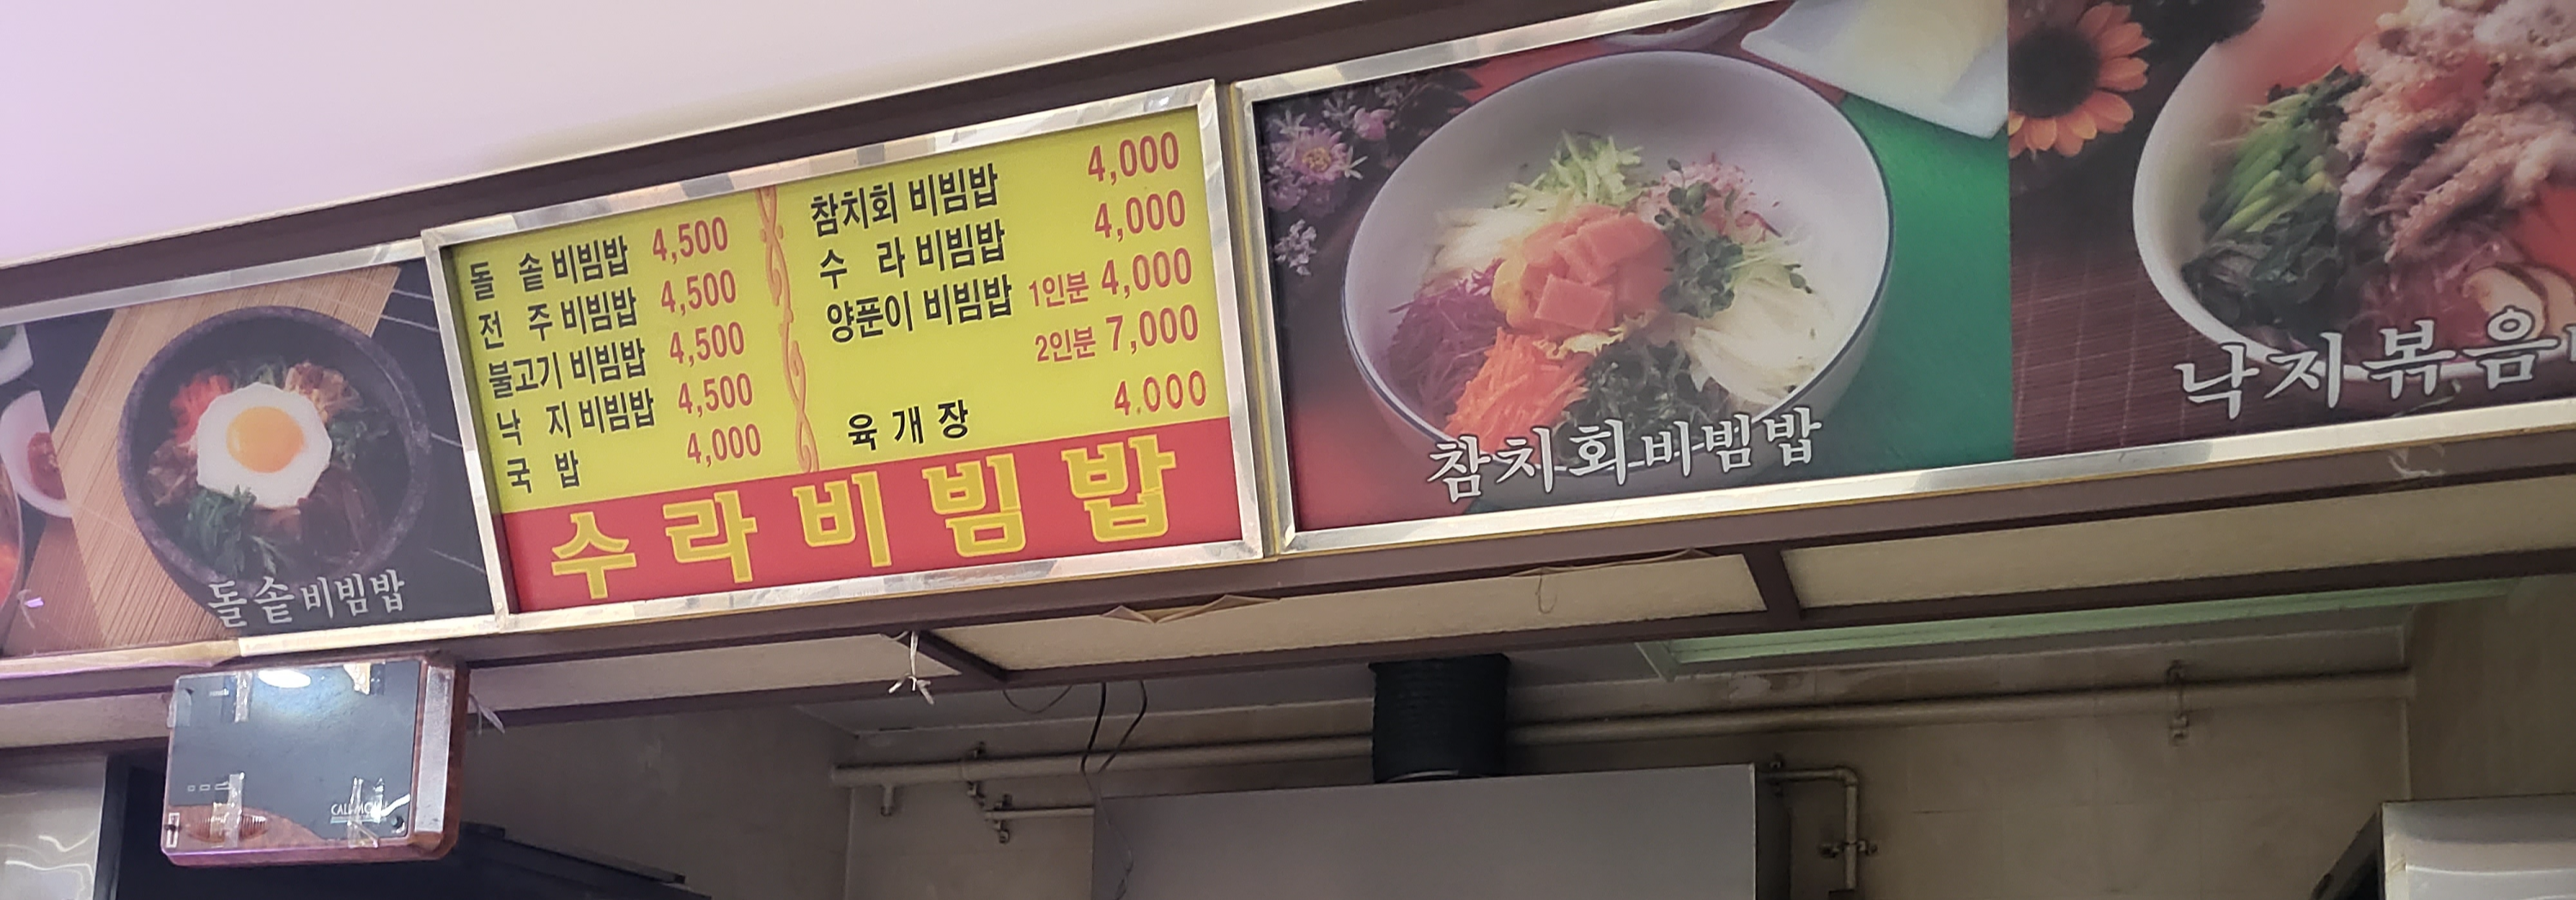 돌솥비빔밥
돌 솥 비빔밥 4,500
전 주 비빔밥 4,500
불고기 비빔밥 4,500
낙 지 비빔밥 4,500
국 밥 4,000
참치회 비빔밥 4,000
수 라 비빔밥 4,000
양푼이 비빔밥 1인분 4,000
2인분 7,000
육 개 장 4,000
수라비빔밥
참치회비빔밥
낙지볶음